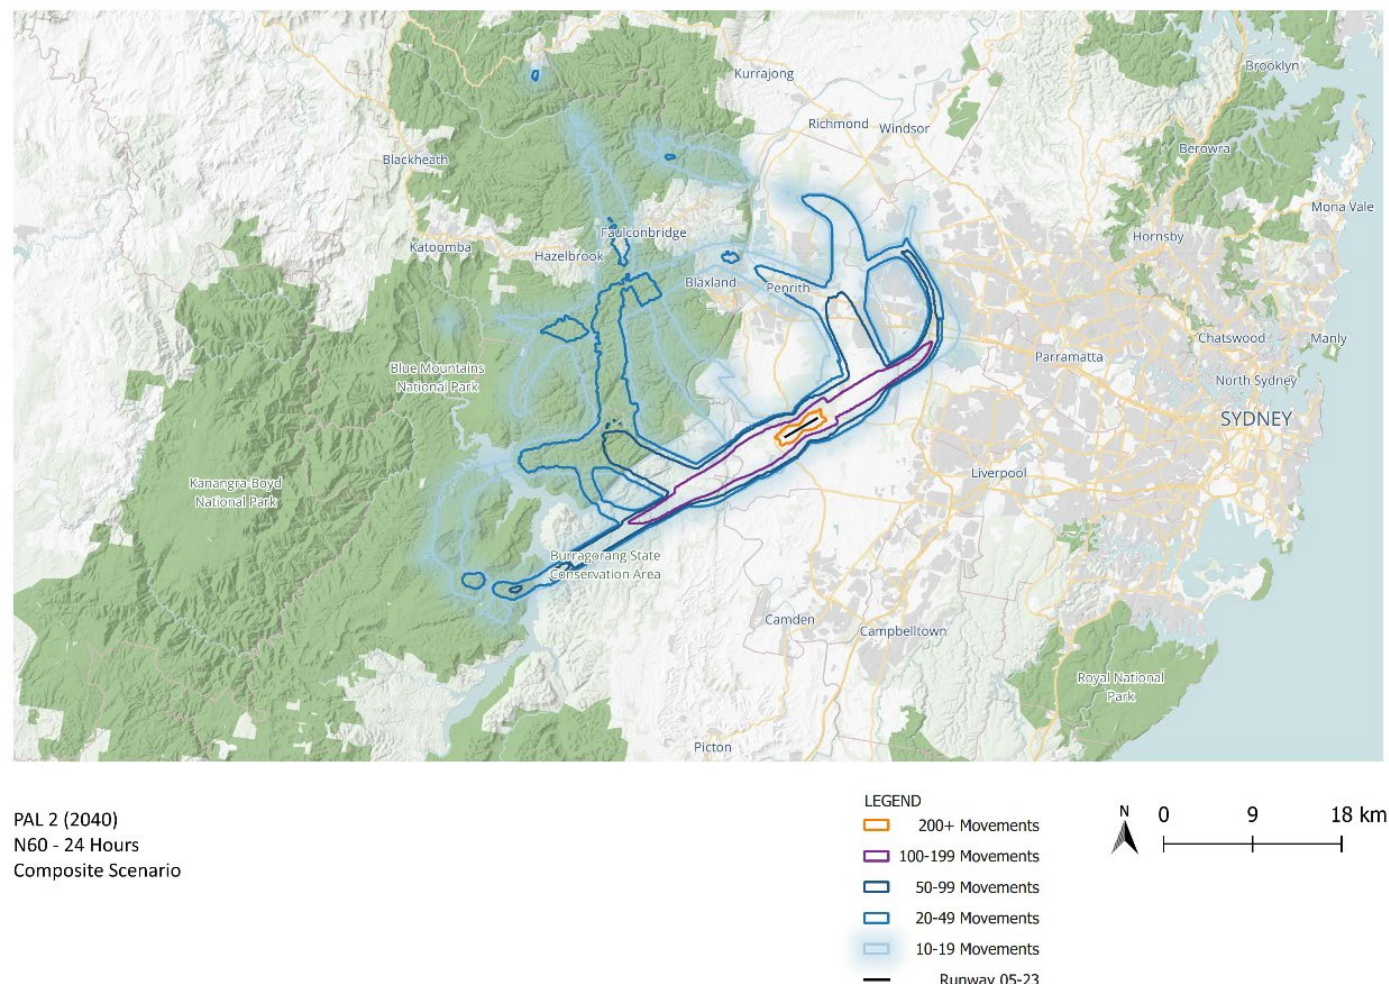 Brooklyn
Kurrajong
Richmond
Windsor
Berowra
Blackheath
Mona Vale
Faulconbridge
Hornsby
Katoomba
Hazelbrook
Blaxland
Penrith
Chatswood
Manly
Parramatta
Blue Mountains
National Park
North Sydney
SYDNEY
Liverpool
Kanangra-Boyd
National Park
Burragorang State
Conservation Area
Camden
Campbelltown
Royal National
Park
Picton
PAL 2 (2040)
N60 - 24 Hours
Composite Scenario
LEGEND
200+ Movements
100-199 Movements
50-99 Movements
20-49 Movements
10-19 Movements
Runway 05-23
N
0 9 18 km